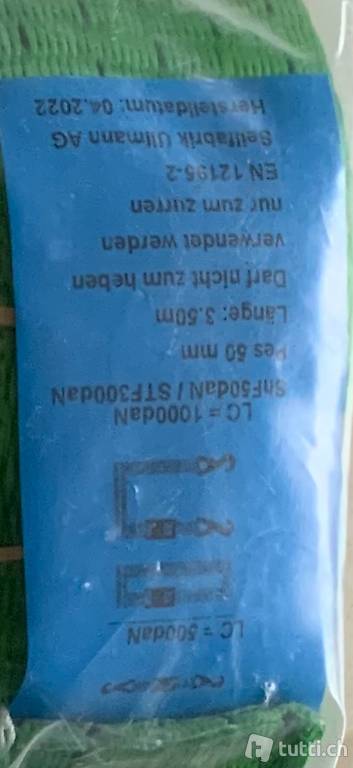 LC = 500daN
LC = 1000daN
SHF50daN / STF300daN
Pes 50 mm
Länge: 3.50m
Darf nicht zum heben
verwendet werden
nur zum zurren
EN 12195-2
Seilfabrik Ullmann AG
Herstelldatum: 04.2022
tutti.ch